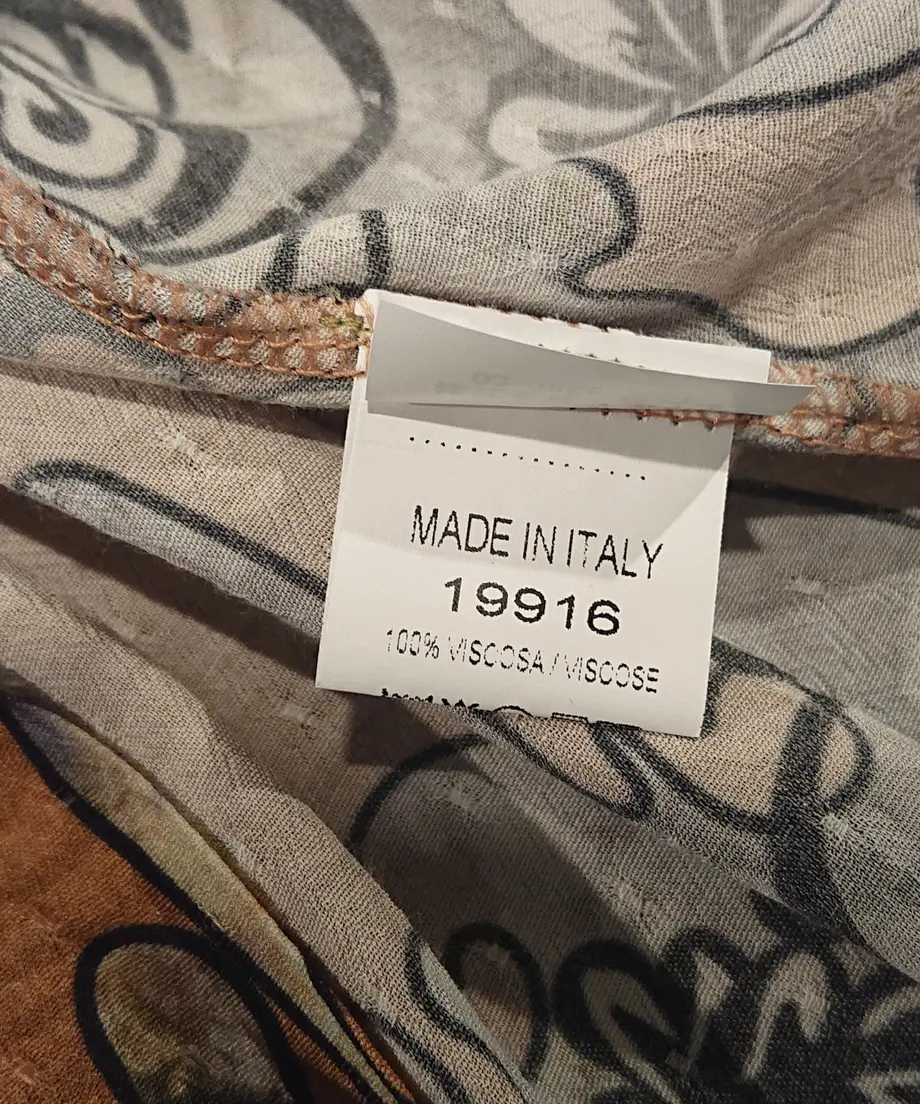 MADE IN ITALY
19916
100% VISCOSA / VISCOSE